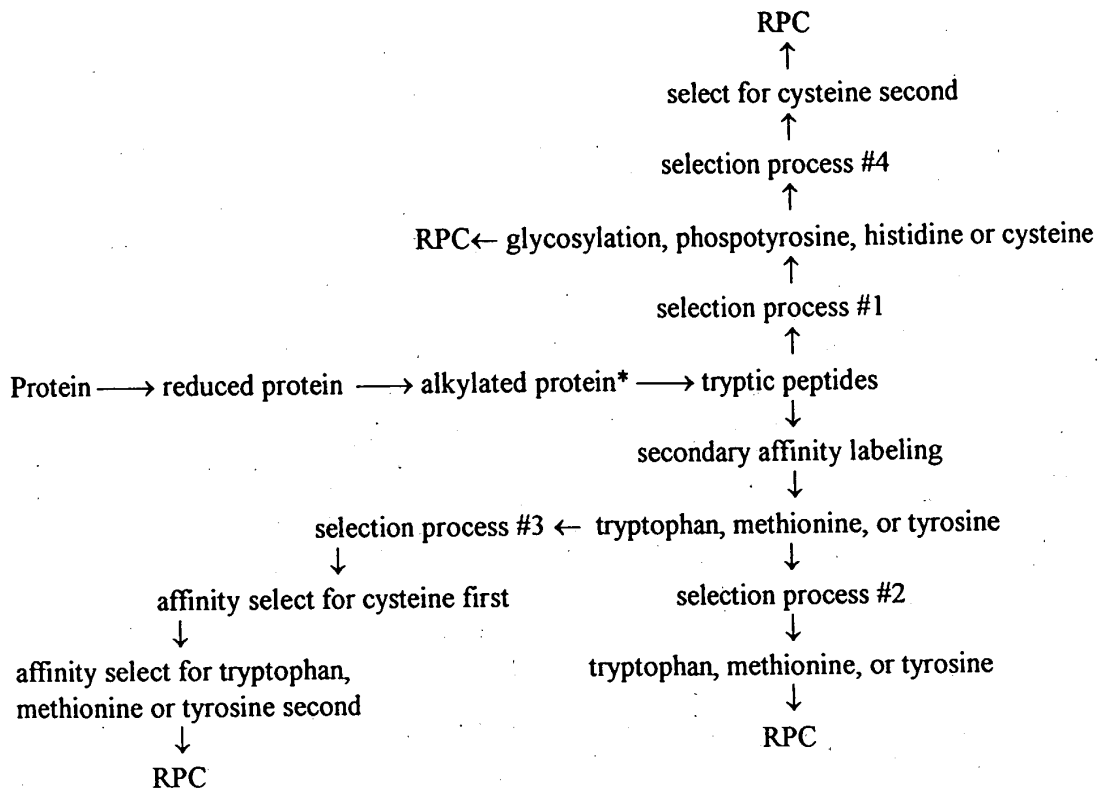 RPC
↑
select for cysteine second
↑
selection process #4
↑
RPC← glycosylation, phospotyrosine, histidine or cysteine
↑
selection process #1
↑
Protein → reduced protein → alkylated protein* → tryptic peptides
↓
secondary affinity labeling
↓
selection process #3 ← tryptophan, methionine, or tyrosine
↓ ↓
affinity select for cysteine first selection process #2
↓ ↓
affinity select for tryptophan, tryptophan, methionine, or tyrosine
methionine or tyrosine second ↓
↓ RPC
RPC